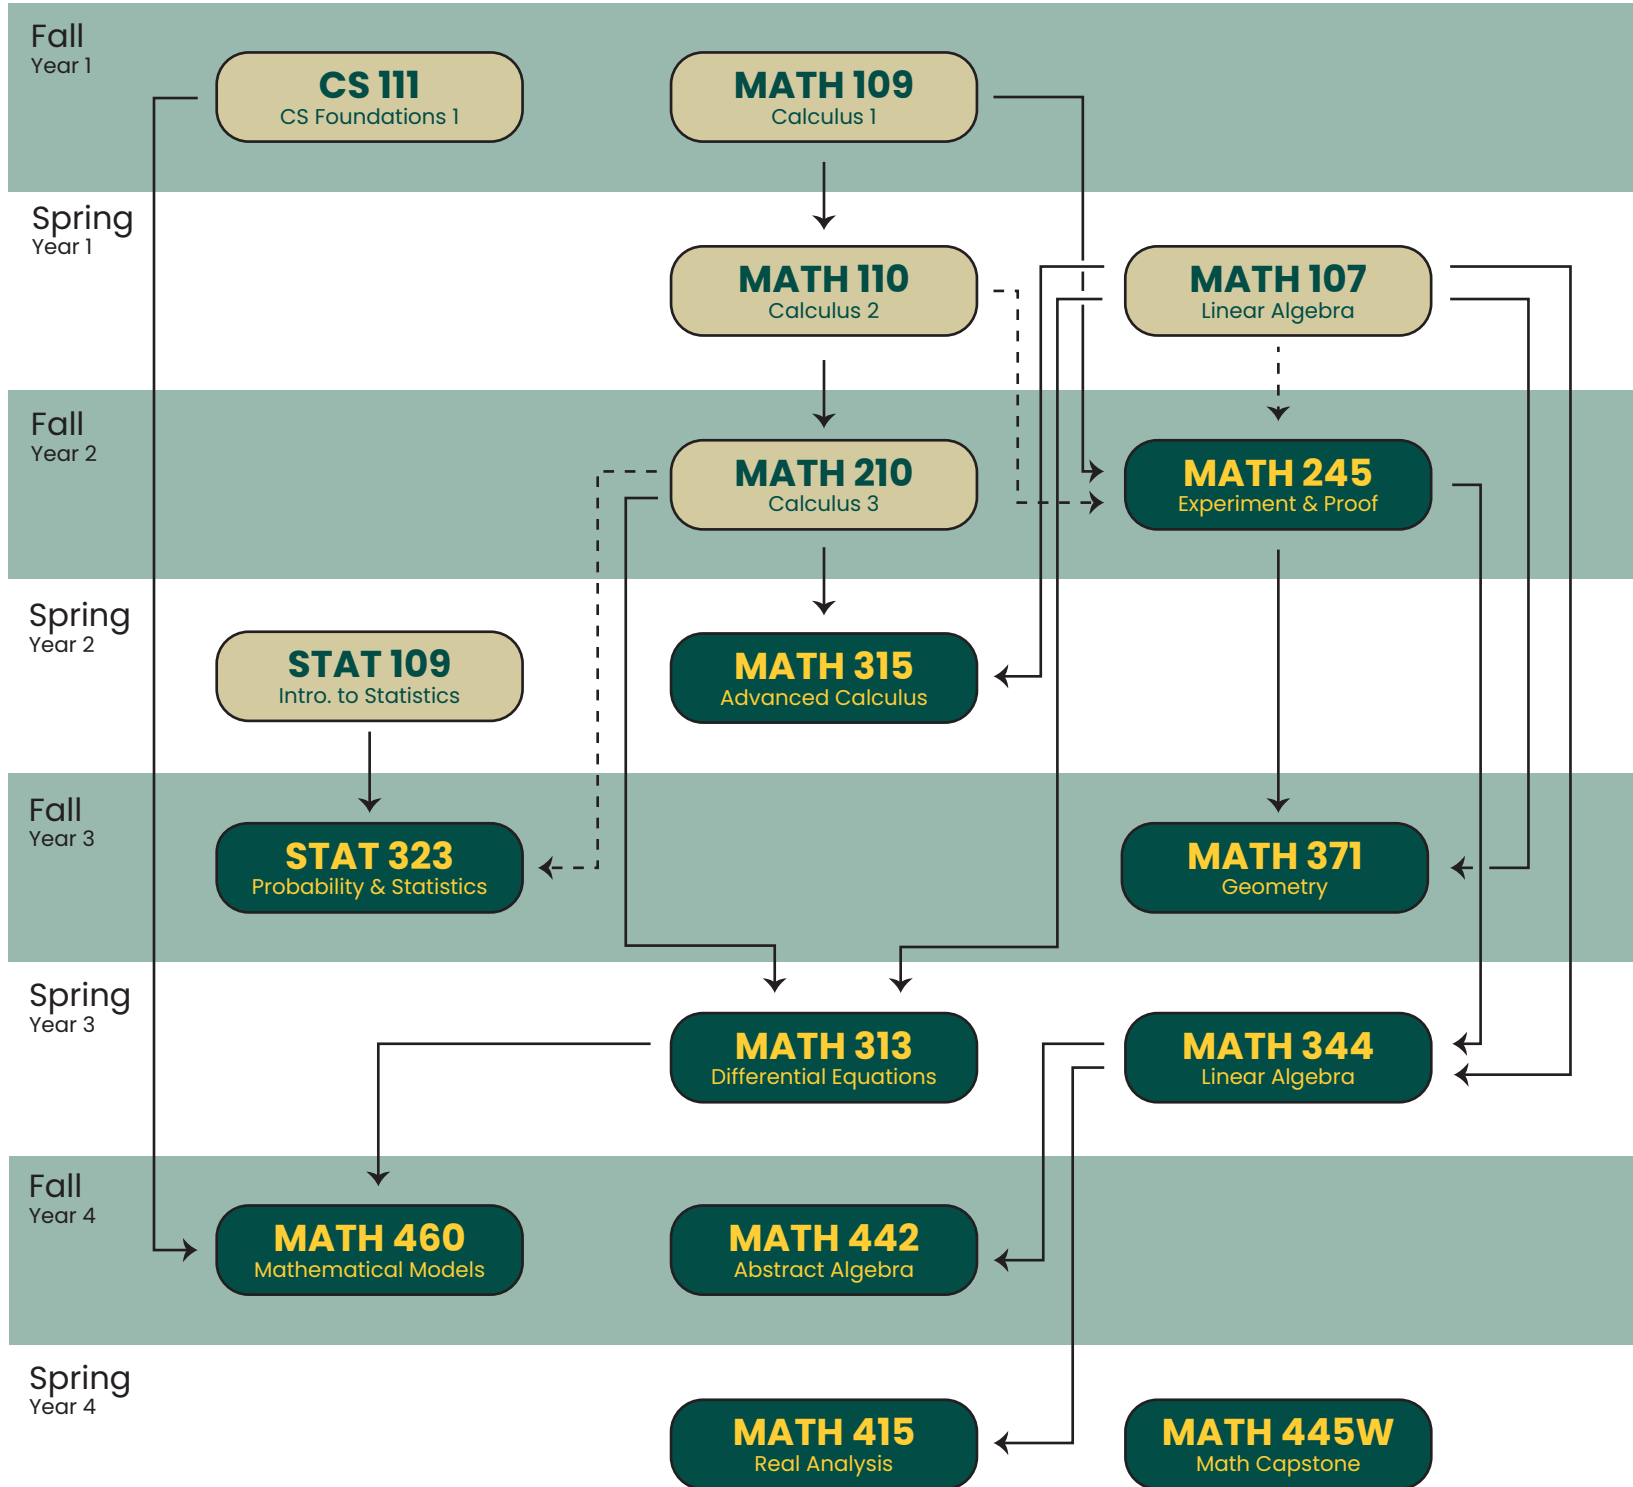 Fall
Year 1
CS 111
CS Foundations 1
MATH 109
Calculus 1
Spring
Year 1
MATH 110
Calculus 2
MATH 107
Linear Algebra
Fall
Year 2
MATH 210
Calculus 3
MATH 245
Experiment & Proof
Spring
Year 2
STAT 109
Intro. to Statistics
MATH 315
Advanced Calculus
Fall
Year 3
STAT 323
Probability & Statistics
MATH 371
Geometry
Spring
Year 3
MATH 313
Differential Equations
MATH 344
Linear Algebra
Fall
Year 4
MATH 460
Mathematical Models
MATH 442
Abstract Algebra
Spring
Year 4
MATH 415
Real Analysis
MATH 445W
Math Capstone